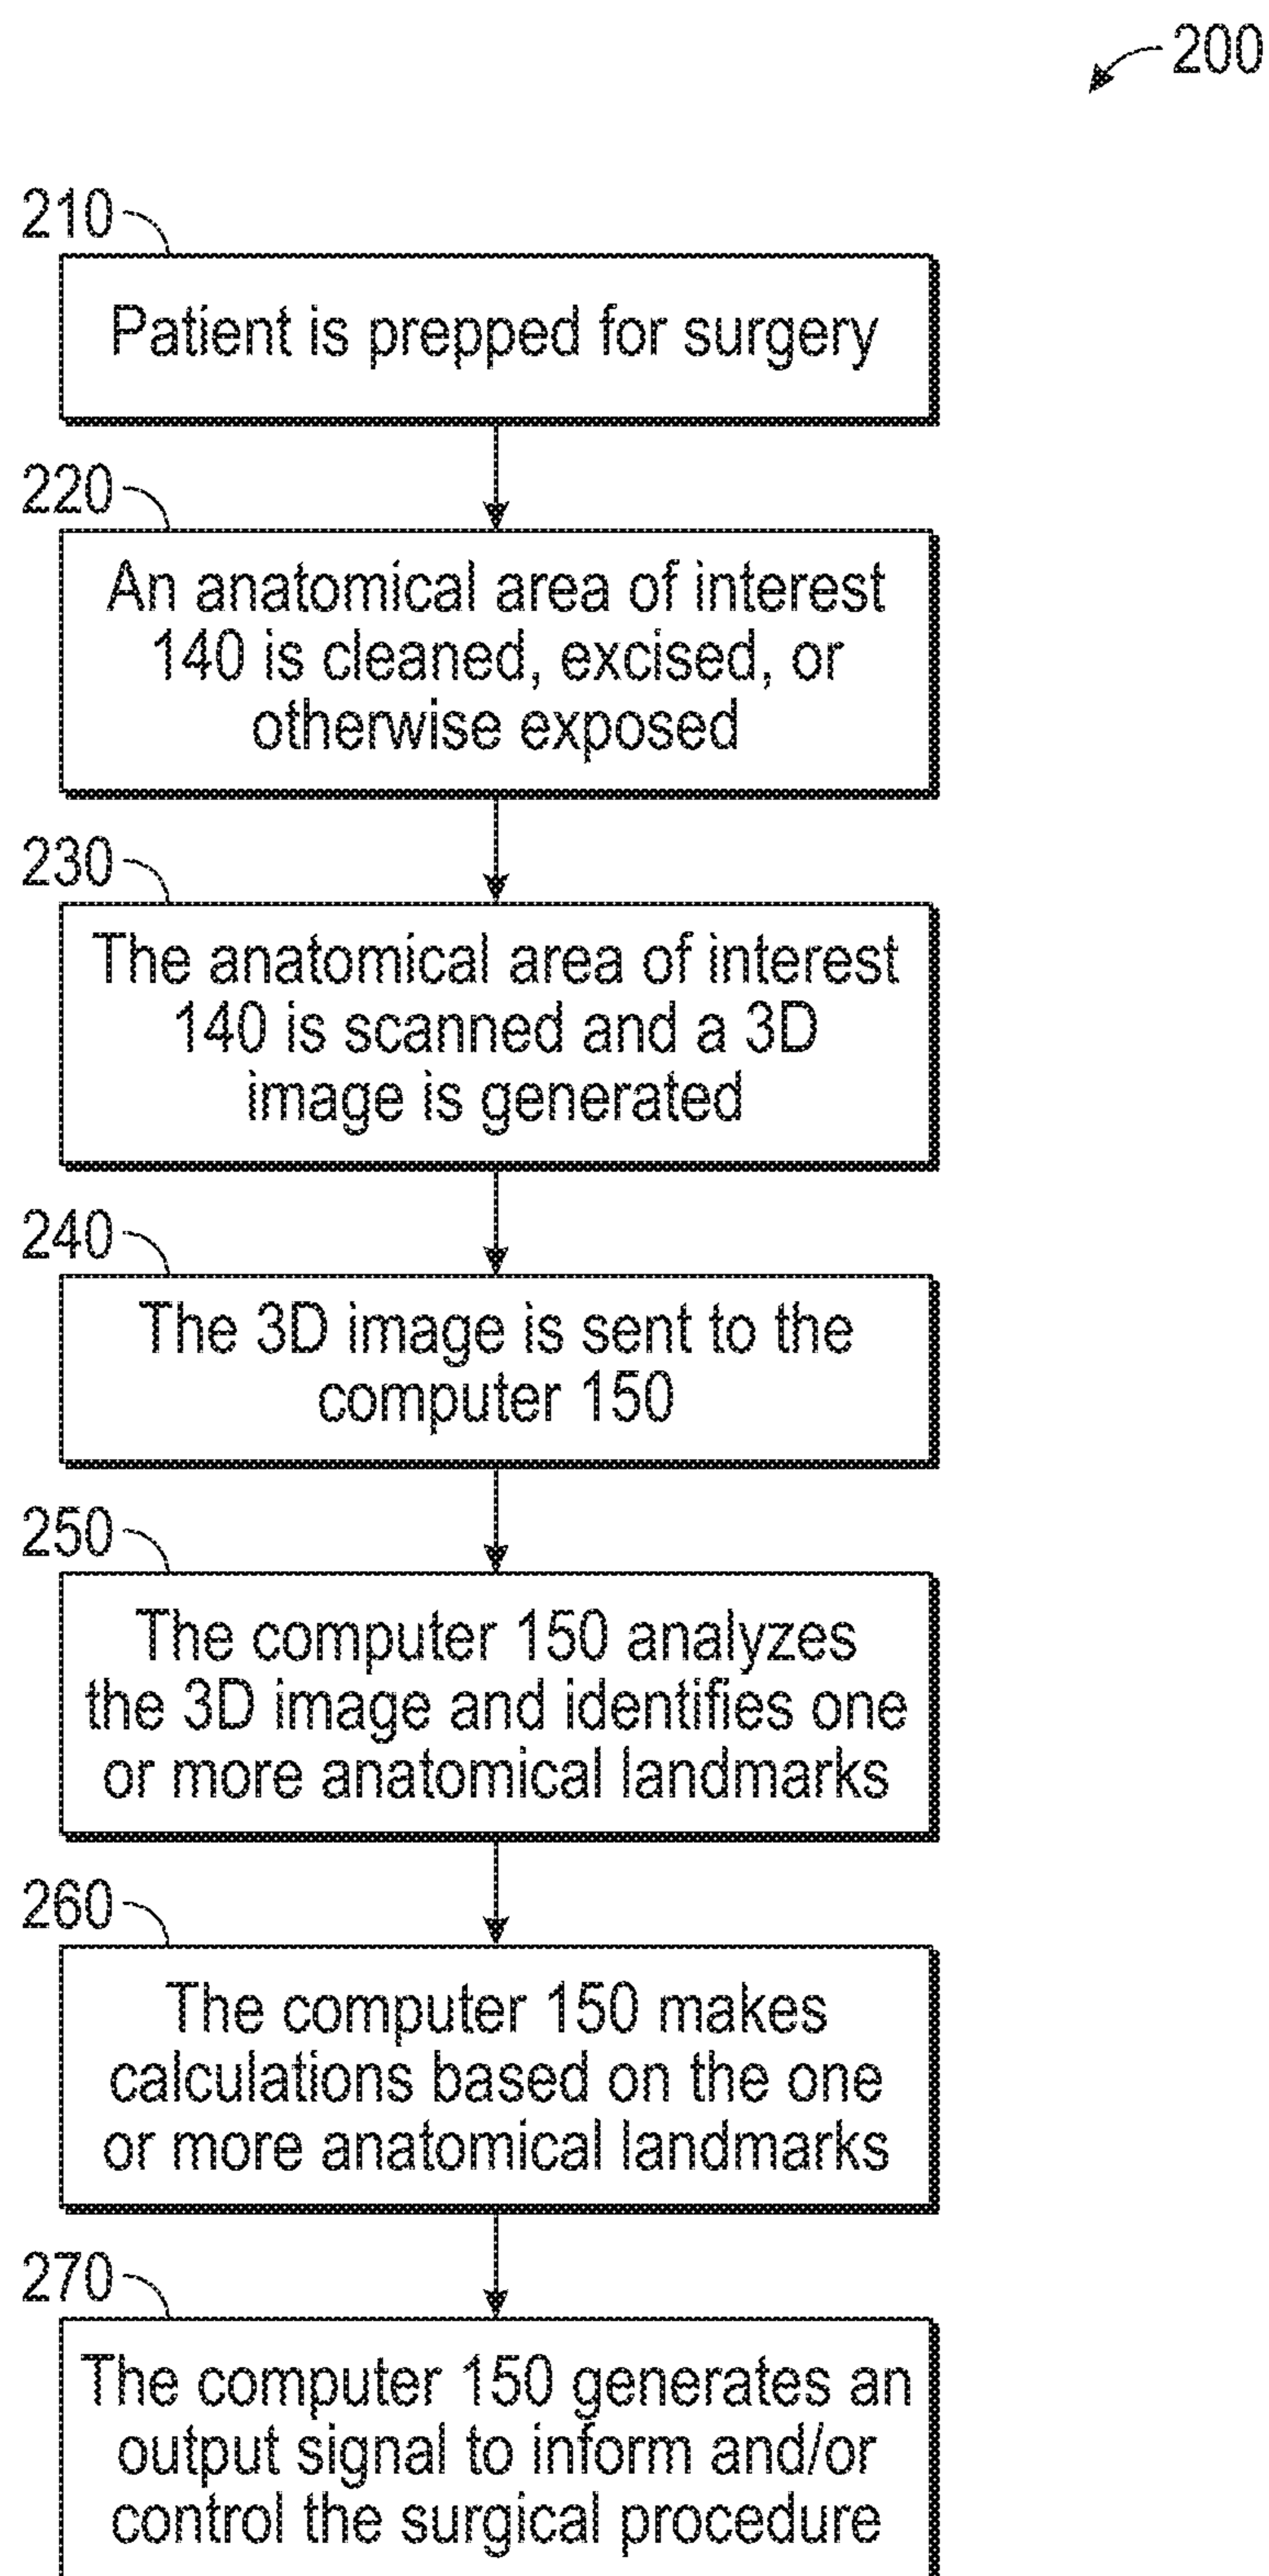 200
210
Patient is prepped for surgery
220
An anatomical area of interest
140 is cleaned, excised, or
otherwise exposed
230
The anatomical area of interest
140 is scanned and a 3D
image is generated
240
The 3D image is sent to the
computer 150
250
The computer 150 analyzes
the 3D image and identifies one
or more anatomical landmarks
260
The computer 150 makes
calculations based on the one
or more anatomical landmarks
270
The computer 150 generates an
output signal to inform and/or
control the surgical procedure